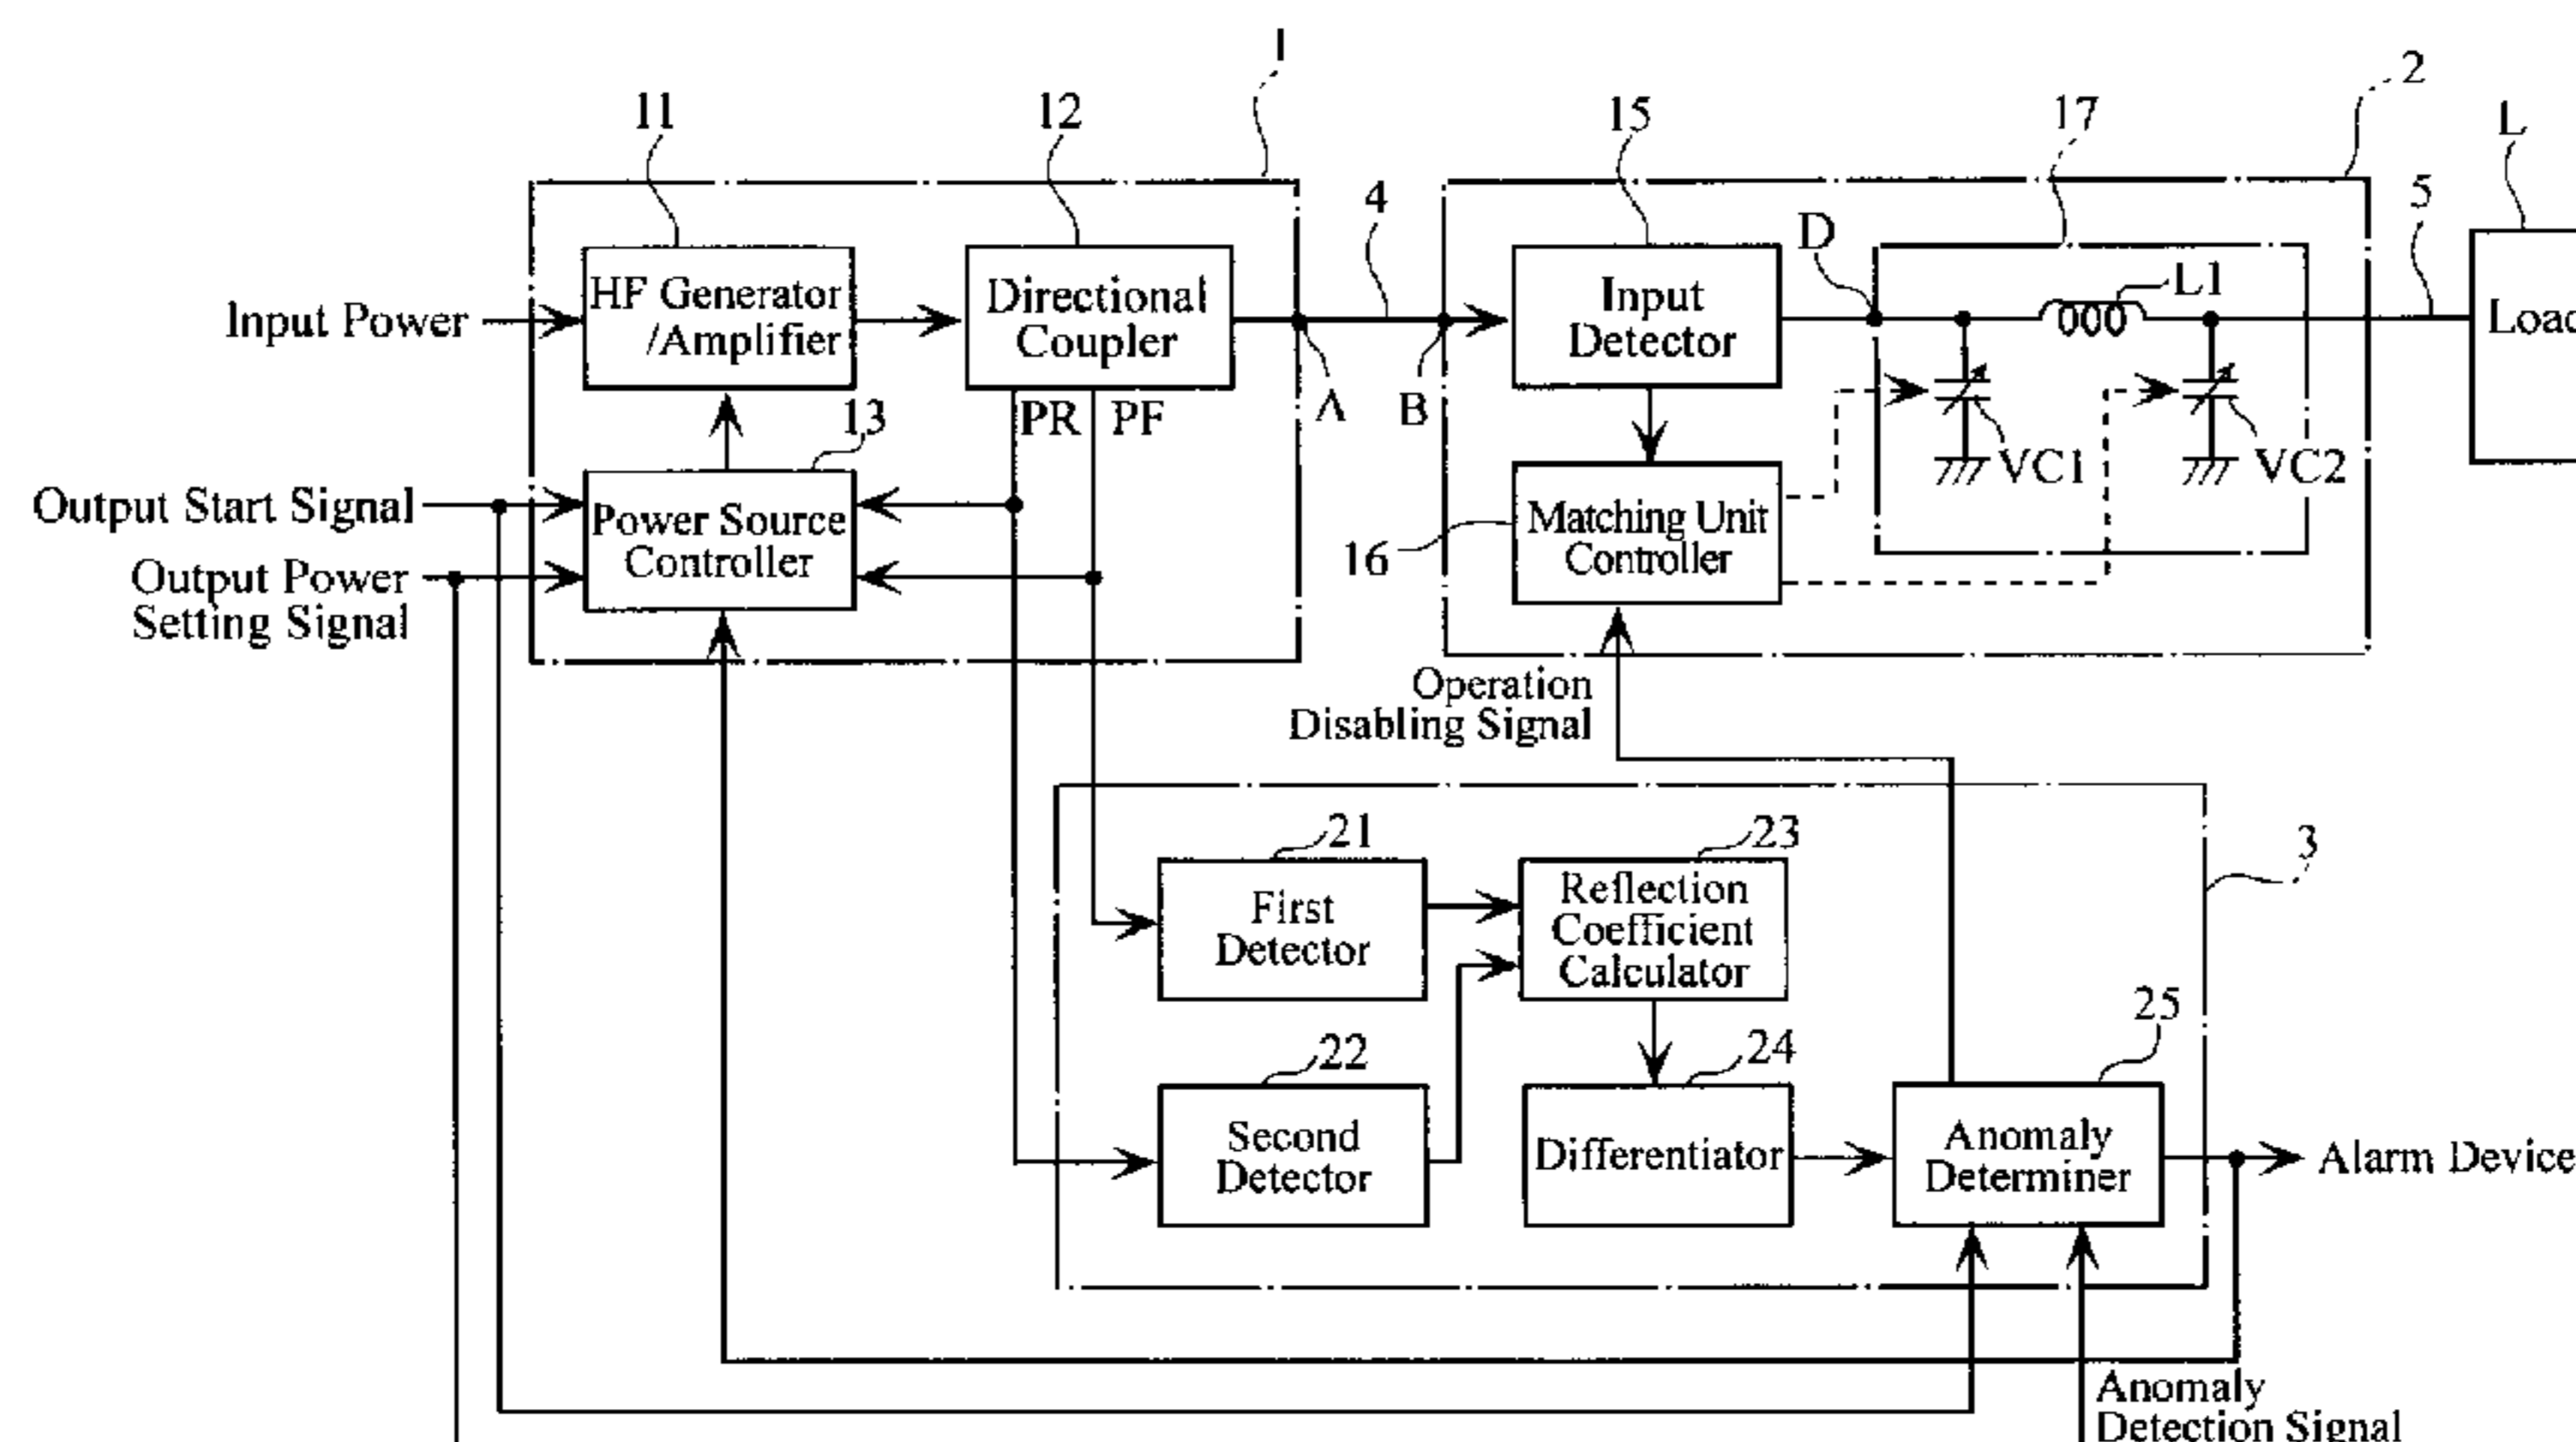 1
2
11
12
15
17
L
4
5
D
HF Generator
/Amplifier
Directional
Coupler
Input
Detector
L1
Input Power
Load
PR
PF
A
B
13
VC1
VC2
Output Start Signal
Power Source
Controller
Matching Unit
Controller
16
Output Power
Setting Signal
Operation
Disabling Signal
21
23
3
First
Detector
Reflection
Coefficient
Calculator
22
24
25
Second
Detector
Differentiator
Anomaly
Determiner
Alarm Device
Anomaly
Detection Signal